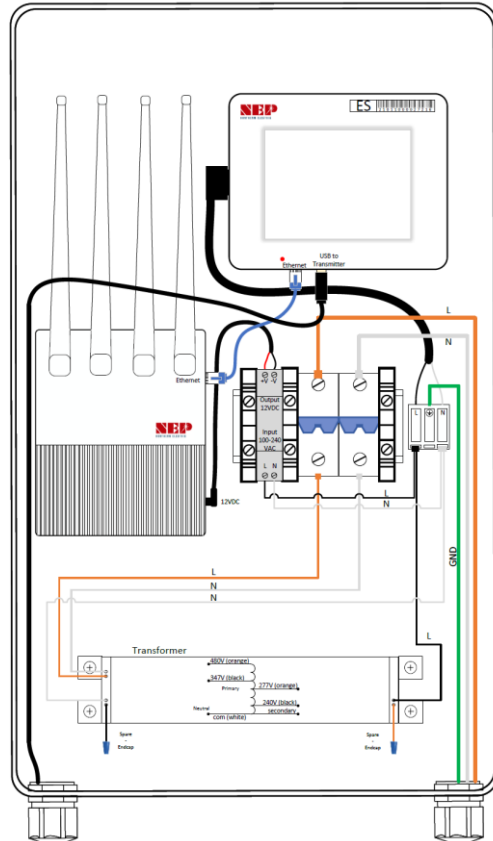 NEP
ES
Ethernet
USB to
Transmitter
L
N
Ethernet
+V -V
Output
12VDC
Input
100-240
VAC
L N
L N
NEP
12VDC
L
N
GND
L
N
N
L
Transformer
480V (orange)
347V (black)
Primary
277V (orange)
240V (black)
Neutral
secondary
com (white)
Spare
-
Endcap
Spare
-
Endcap